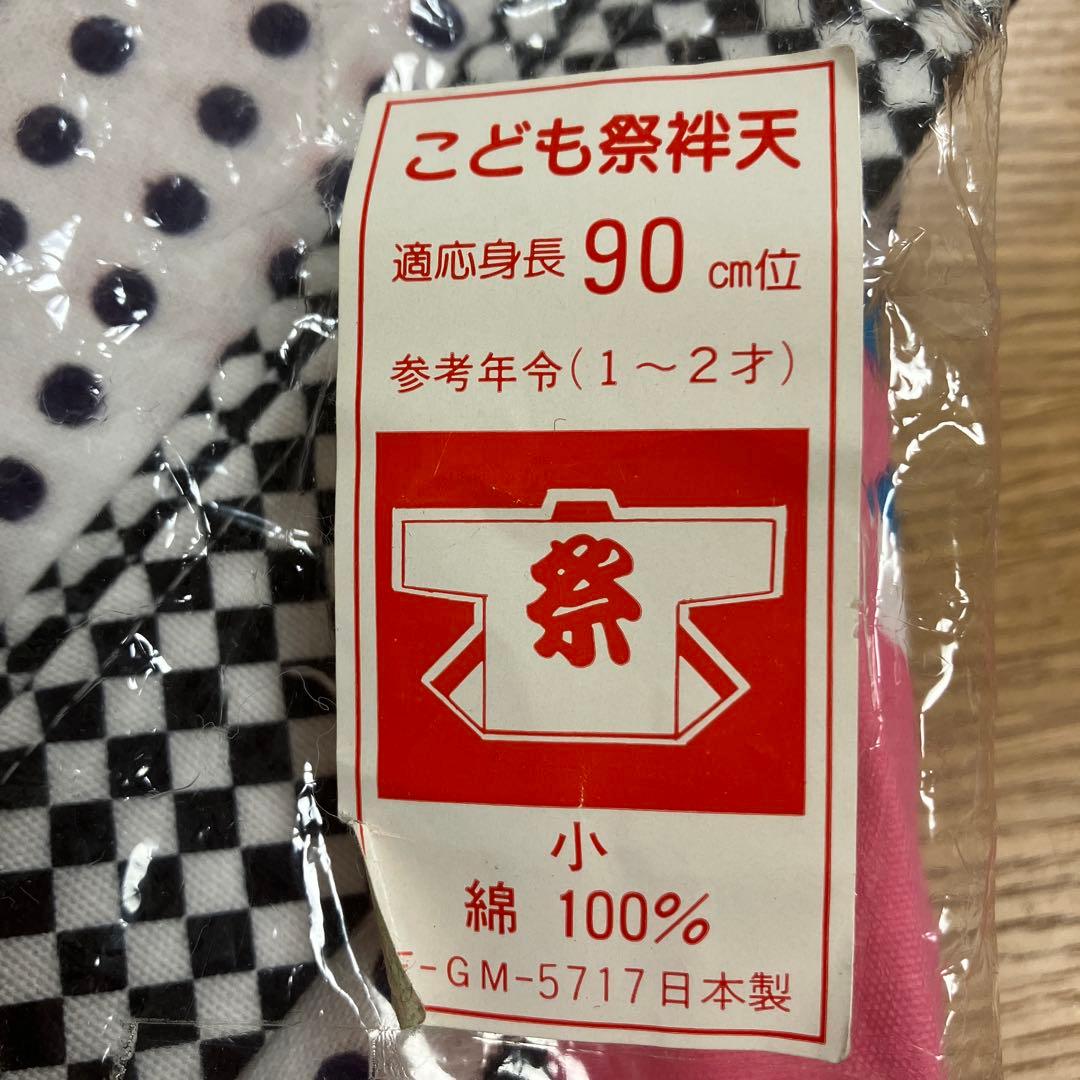 こども祭袢天
適応身長 90 cm位
参考年令(1～2才)
祭
小
綿 100%
-GM-5717日本製